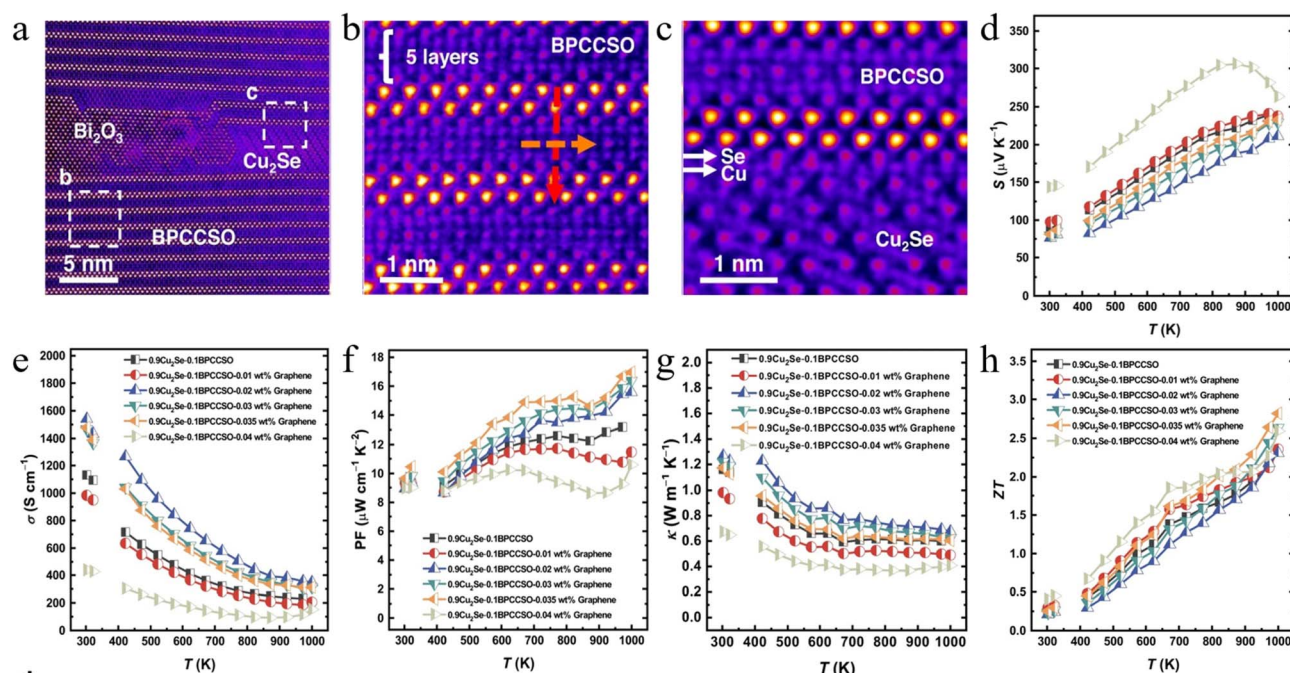 a
Bi₂O₃
c
Cu₂Se
b
BPCCSO
5 nm
b
BPCCSO
5 layers
1 nm
c
BPCCSO
Se
Cu
Cu₂Se
1 nm
d
S (μV K⁻¹)
350
300
250
200
150
100
50
0
300 400 500 600 700 800 900 1000
T (K)
e
σ (S cm⁻¹)
2000
1800
1600
1400
1200
1000
800
600
400
200
0
0.9Cu₂Se-0.1BPCCSO
0.9Cu₂Se-0.1BPCCSO-0.01 wt% Graphene
0.9Cu₂Se-0.1BPCCSO-0.02 wt% Graphene
0.9Cu₂Se-0.1BPCCSO-0.03 wt% Graphene
0.9Cu₂Se-0.1BPCCSO-0.035 wt% Graphene
0.9Cu₂Se-0.1BPCCSO-0.04 wt% Graphene
300 400 500 600 700 800 900 1000
T (K)
f
PF (μW cm⁻¹ K⁻²)
18
16
14
12
10
8
6
4
2
0
0.9Cu₂Se-0.1BPCCSO
0.9Cu₂Se-0.1BPCCSO-0.01 wt% Graphene
0.9Cu₂Se-0.1BPCCSO-0.02 wt% Graphene
0.9Cu₂Se-0.1BPCCSO-0.03 wt% Graphene
0.9Cu₂Se-0.1BPCCSO-0.035 wt% Graphene
0.9Cu₂Se-0.1BPCCSO-0.04 wt% Graphene
300 400 500 600 700 800 900 1000
T (K)
g
κ (W m⁻¹ K⁻¹)
2.0
1.8
1.6
1.4
1.2
1.0
0.8
0.6
0.4
0.2
0.0
0.9Cu₂Se-0.1BPCCSO
0.9Cu₂Se-0.1BPCCSO-0.01 wt% Graphene
0.9Cu₂Se-0.1BPCCSO-0.02 wt% Graphene
0.9Cu₂Se-0.1BPCCSO-0.03 wt% Graphene
0.9Cu₂Se-0.1BPCCSO-0.035 wt% Graphene
0.9Cu₂Se-0.1BPCCSO-0.04 wt% Graphene
300 400 500 600 700 800 900 1000
T (K)
h
ZT
3.5
3.0
2.5
2.0
1.5
1.0
0.5
0.0
0.9Cu₂Se-0.1BPCCSO
0.9Cu₂Se-0.1BPCCSO-0.01 wt% Graphene
0.9Cu₂Se-0.1BPCCSO-0.02 wt% Graphene
0.9Cu₂Se-0.1BPCCSO-0.03 wt% Graphene
0.9Cu₂Se-0.1BPCCSO-0.035 wt% Graphene
0.9Cu₂Se-0.1BPCCSO-0.04 wt% Graphene
300 400 500 600 700 800 900 1000
T (K)